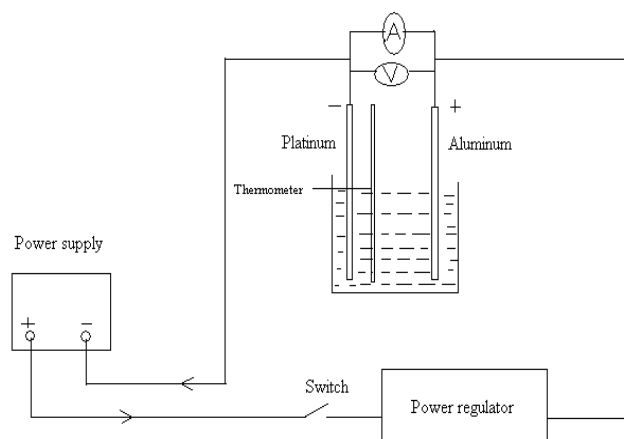 A
V
− +
Platinum Aluminum
Thermometer
Power supply
+ −
Switch
Power regulator